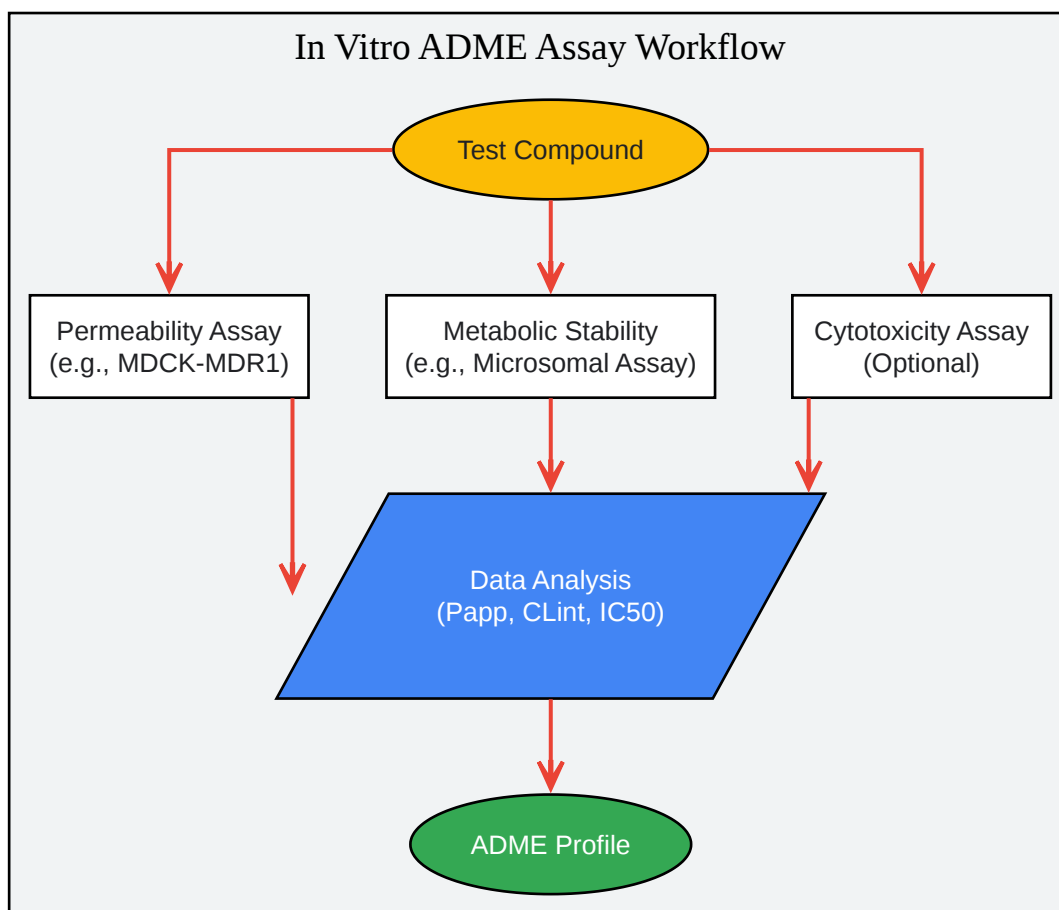 In Vitro ADME Assay Workflow
Test Compound
Permeability Assay
(e.g., MDCK-MDR1)
Metabolic Stability
(e.g., Microsomal Assay)
Cytotoxicity Assay
(Optional)
Data Analysis
(Papp, CLint, IC50)
ADME Profile